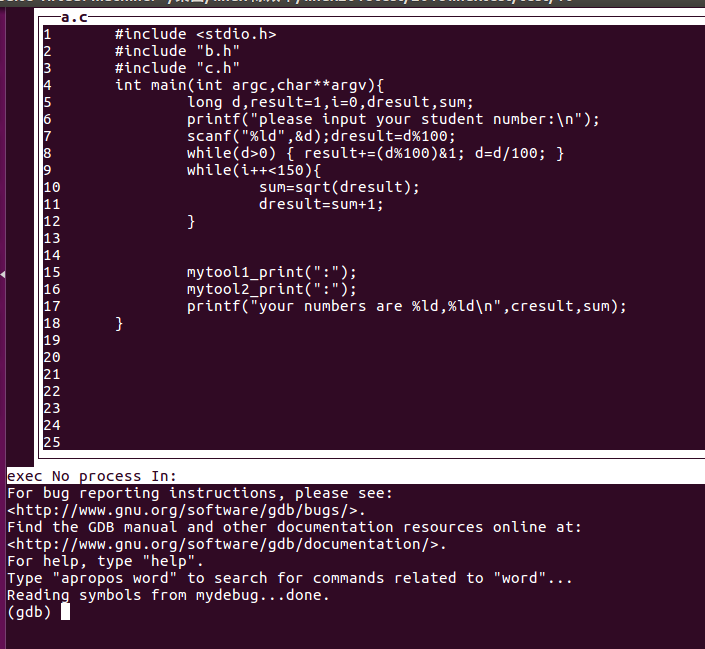 a.c
1 #include <stdio.h>
2 #include "b.h"
3 #include "c.h"
4 int main(int argc,char**argv){
5 long d,result=1,i=0,dresult,sum;
6 printf("please input your student number:\n");
7 scanf("%ld",&d);dresult=d%100;
8 while(d>0) { result+=(d%100)&1; d=d/100; }
9 while(i++<150){
10 sum=sqrt(dresult);
11 dresult=sum+1;
12 }
13
14
15 mytool1_print(":");
16 mytool2_print(":");
17 printf("your numbers are %ld,%ld\n",cresult,sum);
18 }
19
20
21
22
23
24
25
exec No process In:
For bug reporting instructions, please see:
<http://www.gnu.org/software/gdb/bugs/>.
Find the GDB manual and other documentation resources online at:
<http://www.gnu.org/software/gdb/documentation/>.
For help, type "help".
Type "apropos word" to search for commands related to "word"...
Reading symbols from mydebug...done.
(gdb)